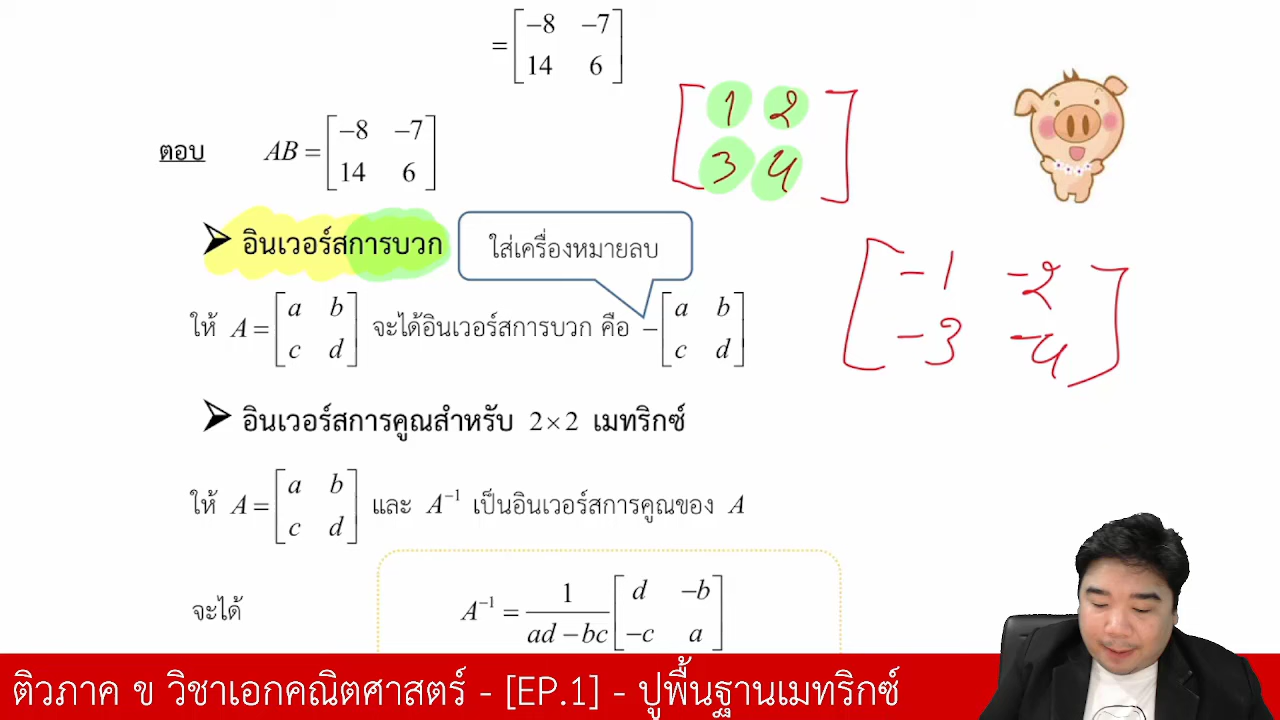 = [−8 −7
14 6]
ตอบ AB = [−8 −7
14 6]
[1 2
3 4]
➢ อินเวอร์สการบวก
ใส่เครื่องหมายลบ
ให้ A = [a b
c d] จะได้อินเวอร์สการบวก คือ −[a b
c d]
[−1 −2
−3 −4]
➢ อินเวอร์สการคูณสำหรับ 2×2 เมทริกซ์
ให้ A = [a b
c d] และ A⁻¹ เป็นอินเวอร์สการคูณของ A
จะได้ A⁻¹ = 1/(ad − bc) [d −b
−c a]
ติวภาค ข วิชาเอกคณิตศาสตร์ - [EP.1] - ปูพื้นฐานเมทริกซ์